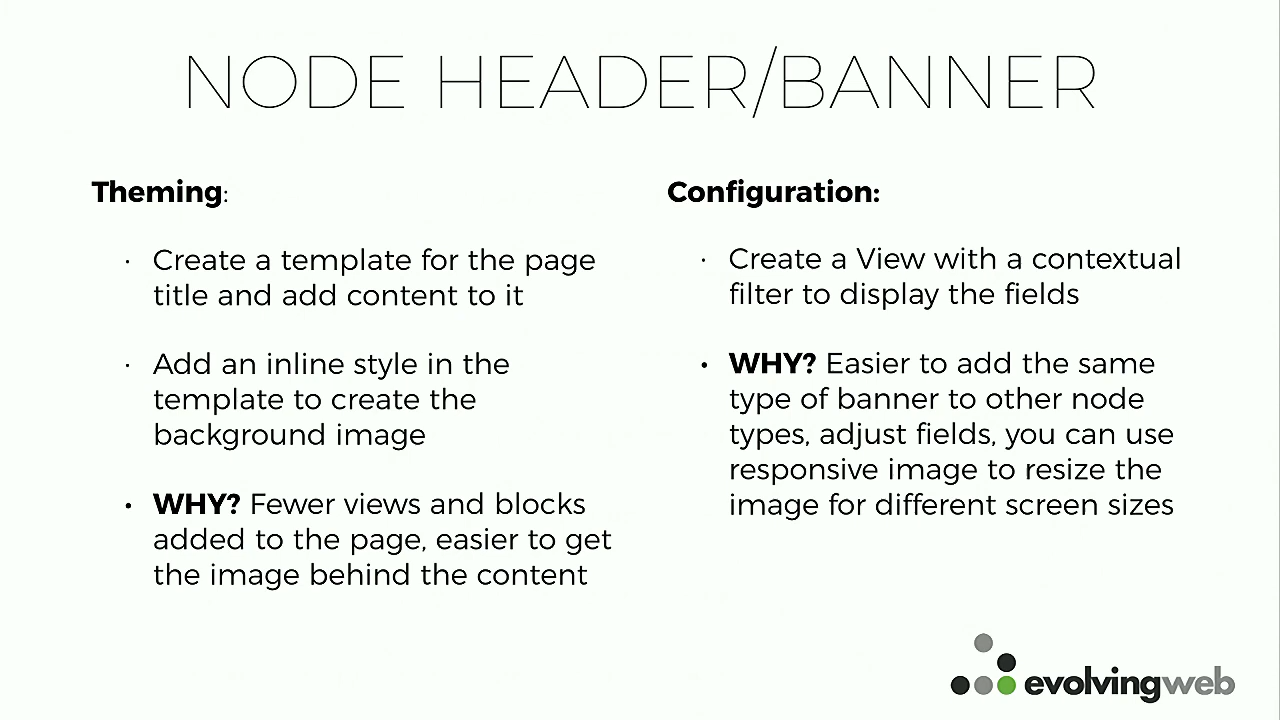 NODE HEADER/BANNER
Theming:
· Create a template for the page
title and add content to it
· Add an inline style in the
template to create the
background image
• WHY? Fewer views and blocks
added to the page, easier to get
the image behind the content
Configuration:
· Create a View with a contextual
filter to display the fields
• WHY? Easier to add the same
type of banner to other node
types, adjust fields, you can use
responsive image to resize the
image for different screen sizes
evolvingweb